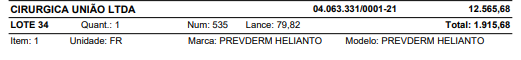 CIRURGICA UNIÃO LTDA 04.063.331/0001-21 12.565,68
LOTE 34 Quant.: 1 Num: 535 Lance: 79,82 Total: 1.915,68
Item: 1 Unidade: FR Marca: PREVDERM HELIANTO Modelo: PREVDERM HELIANTO